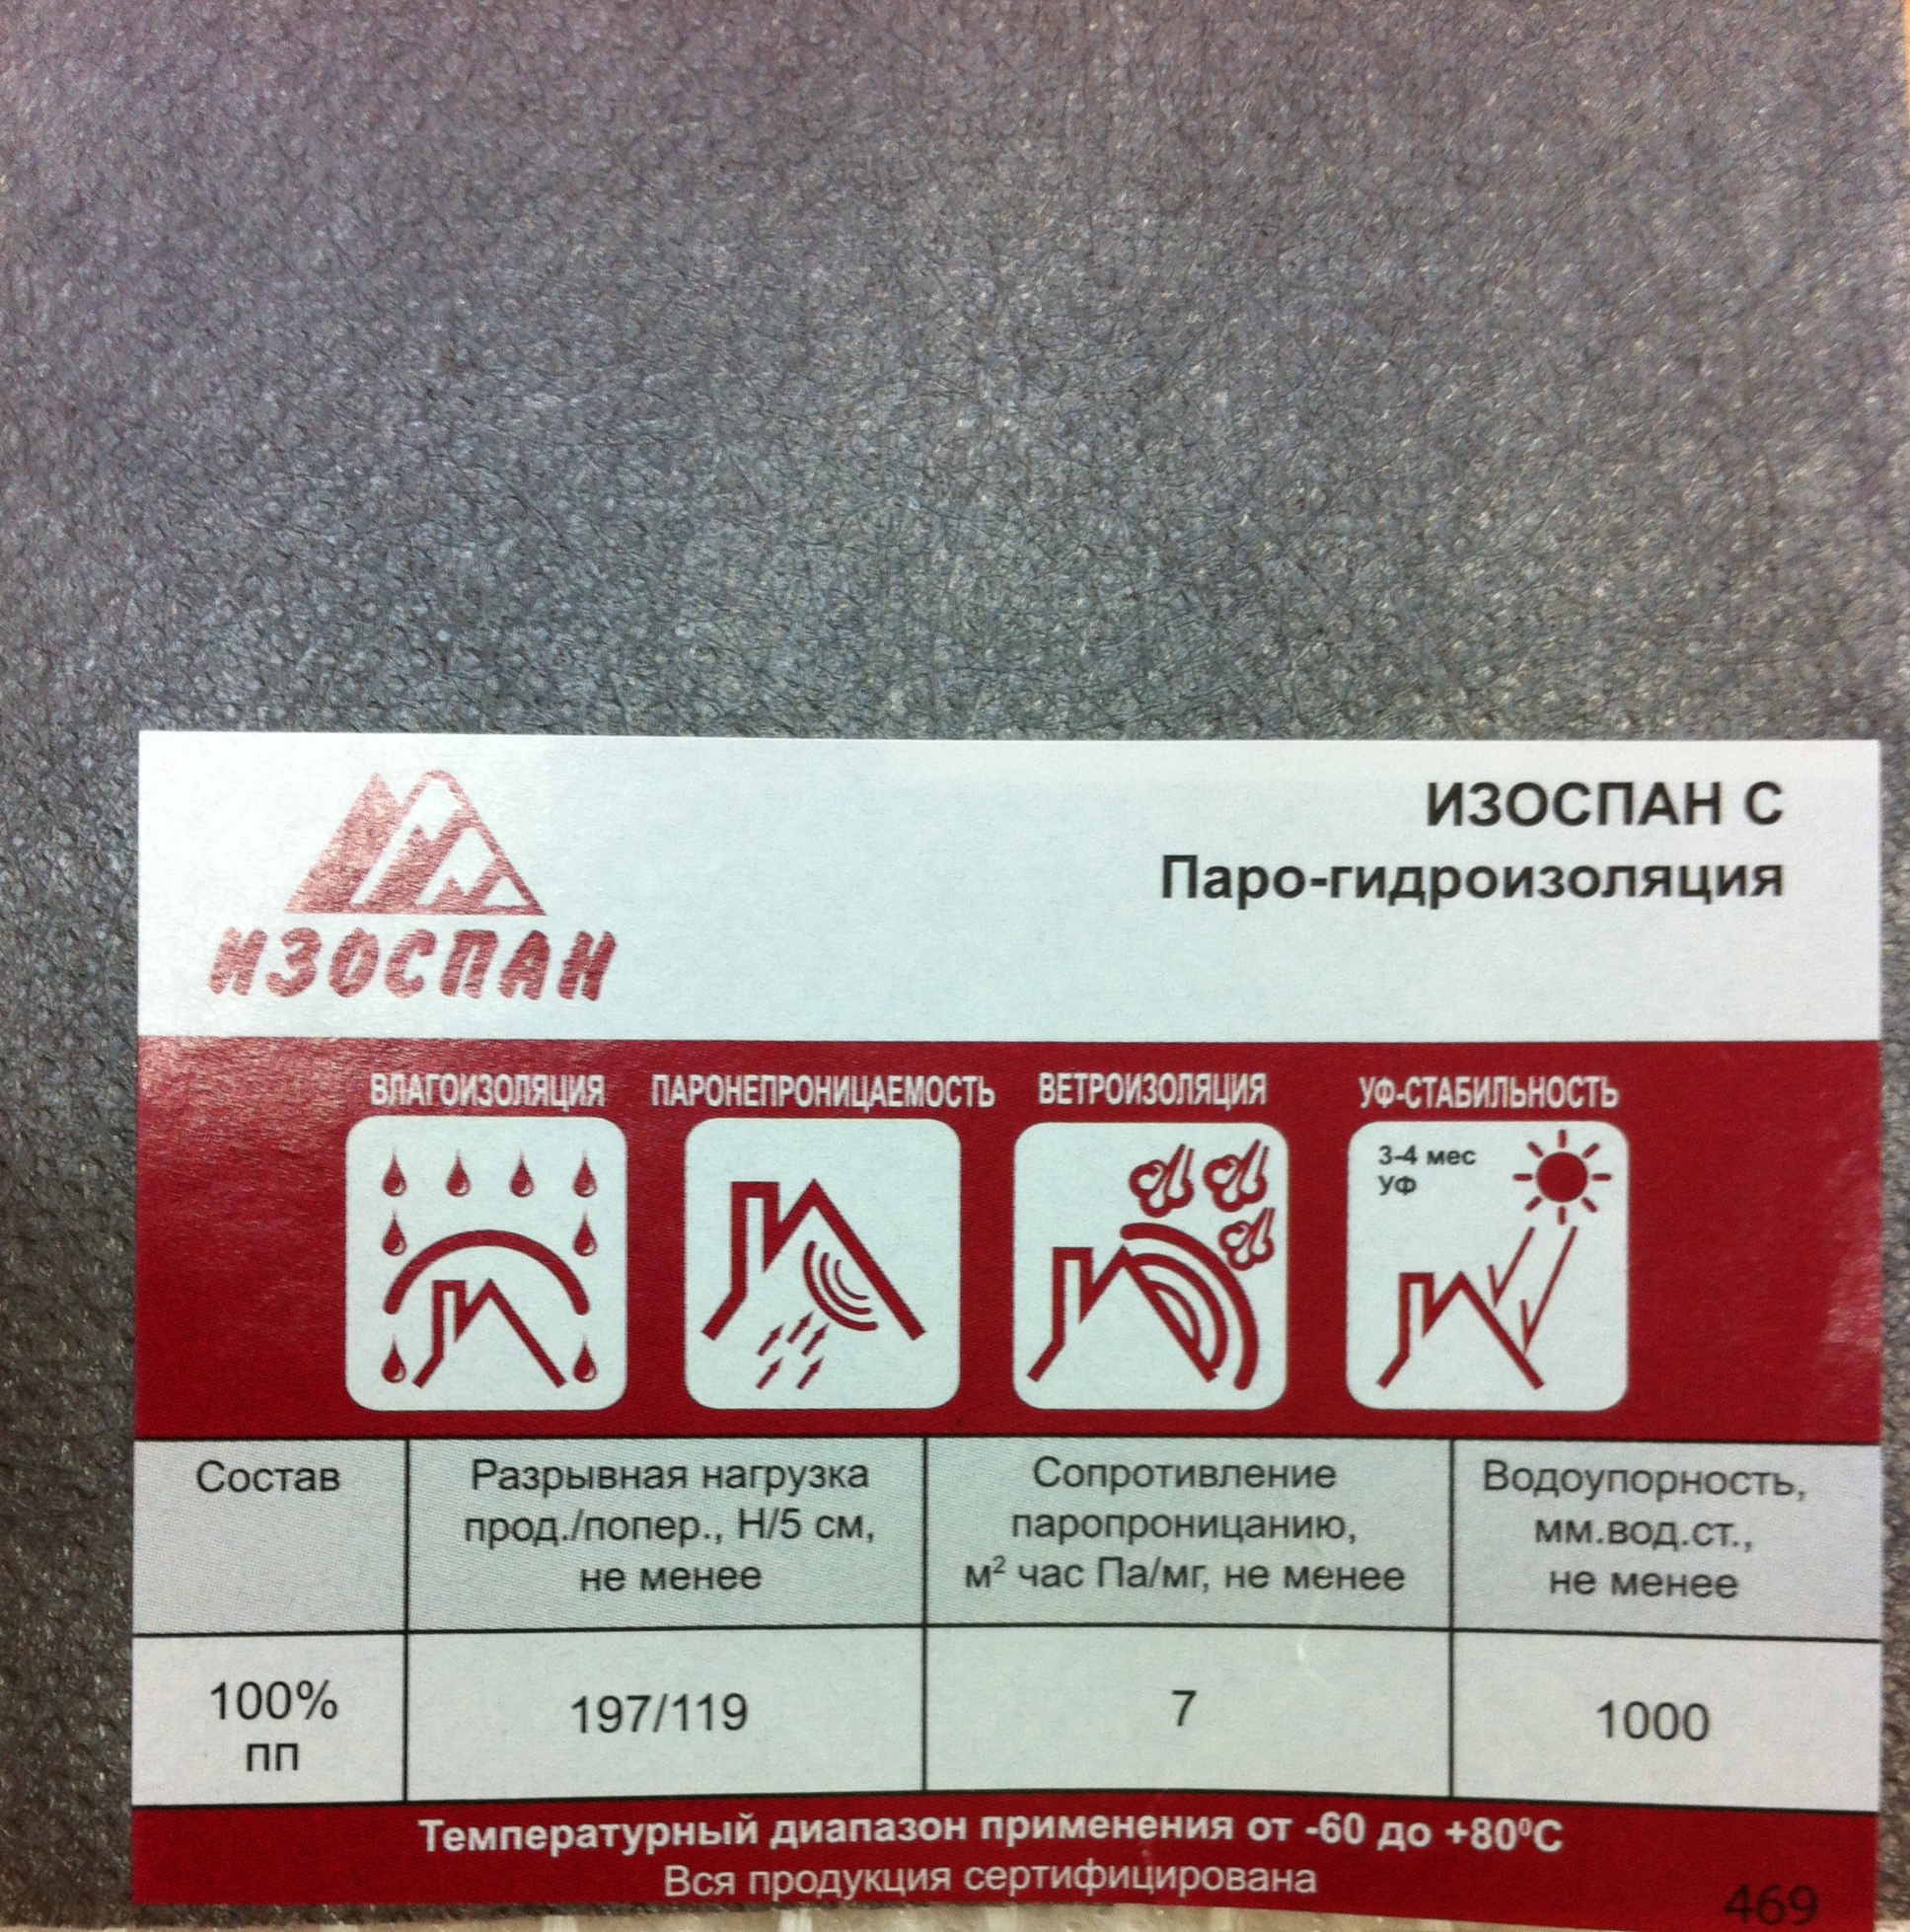 ИЗОСПАН С
Паро-гидроизоляция
ИЗОСПАН
ВЛАГОИЗОЛЯЦИЯ ПАРОНЕПРОНИЦАЕМОСТЬ ВЕТРОИЗОЛЯЦИЯ УФ-СТАБИЛЬНОСТЬ
3-4 мес
УФ
Состав
Разрывная нагрузка
прод./попер., Н/5 см,
не менее
Сопротивление
паропроницанию,
м² час Па/мг, не менее
Водоупорность,
мм.вод.ст.,
не менее
100%
пп
197/119
7
1000
Температурный диапазон применения от -60 до +80⁰С
Вся продукция сертифицирована
469